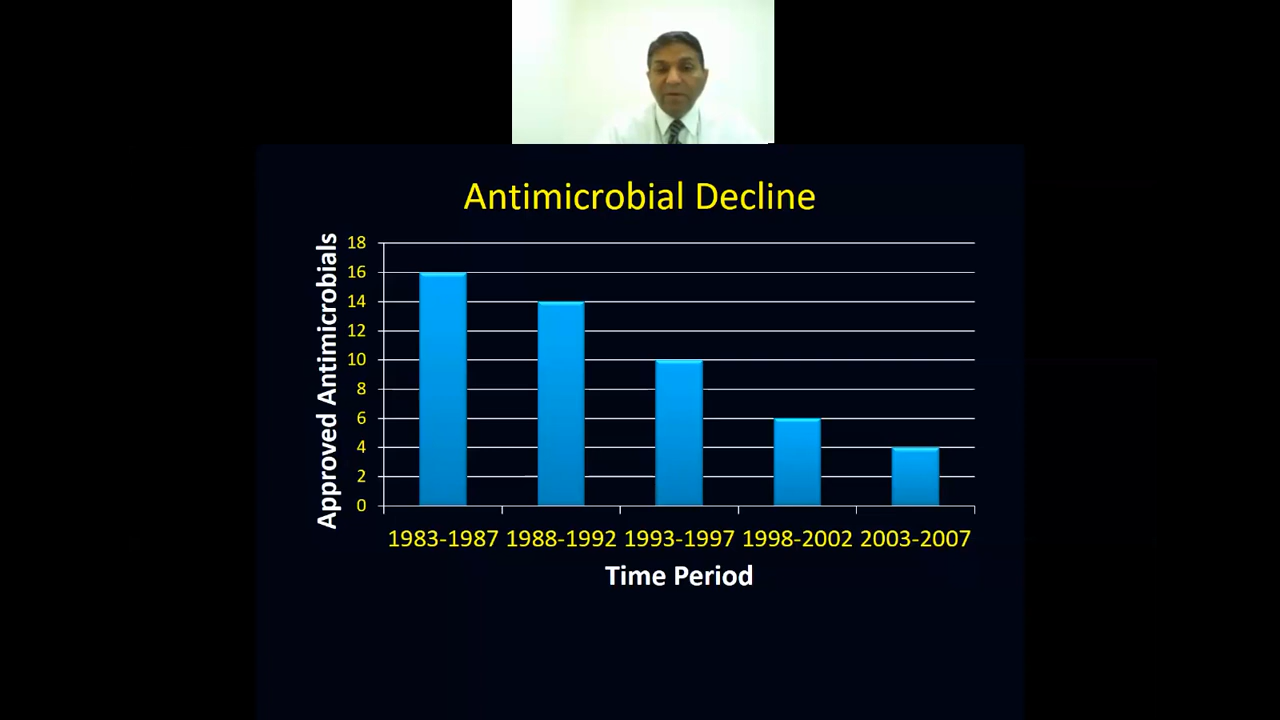 Antimicrobial Decline
Approved Antimicrobials
18
16
14
12
10
8
6
4
2
0
1983-1987 1988-1992 1993-1997 1998-2002 2003-2007
Time Period